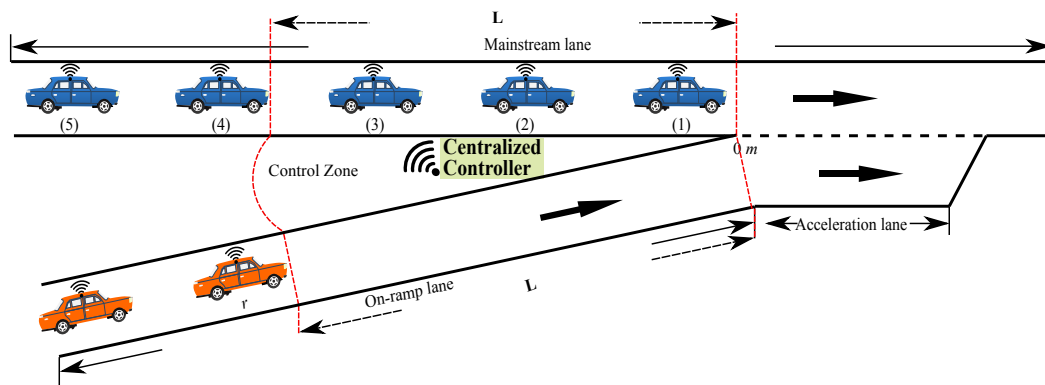 L
Mainstream lane
(5) (4) (3) (2) (1)
Centralized
Controller
0 m
Control Zone
Acceleration lane
On-ramp lane
L
r